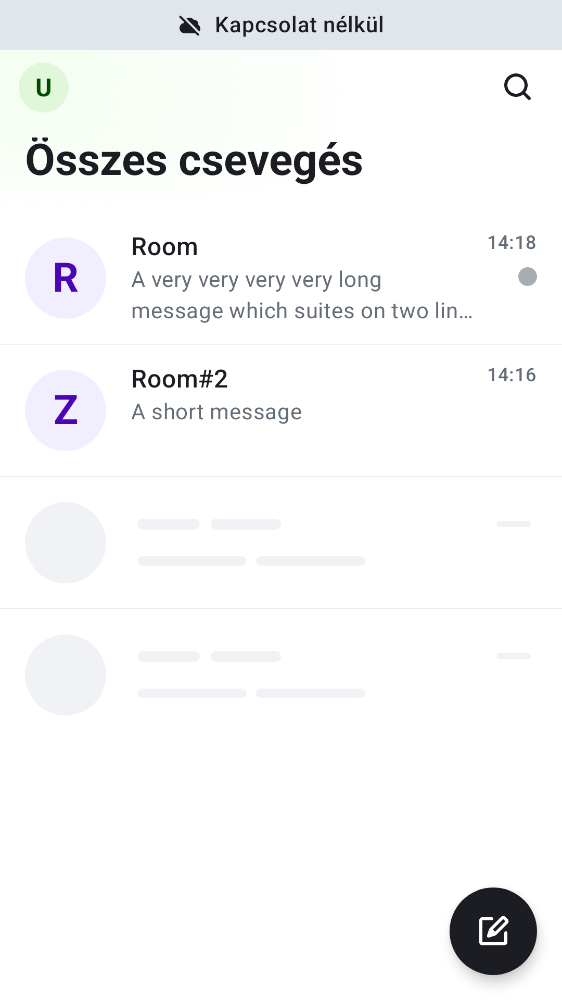 Kapcsolat nélkül
U
Összes csevegés
R
Room
14:18
A very very very very long
message which suites on two lin…
Z
Room#2
14:16
A short message